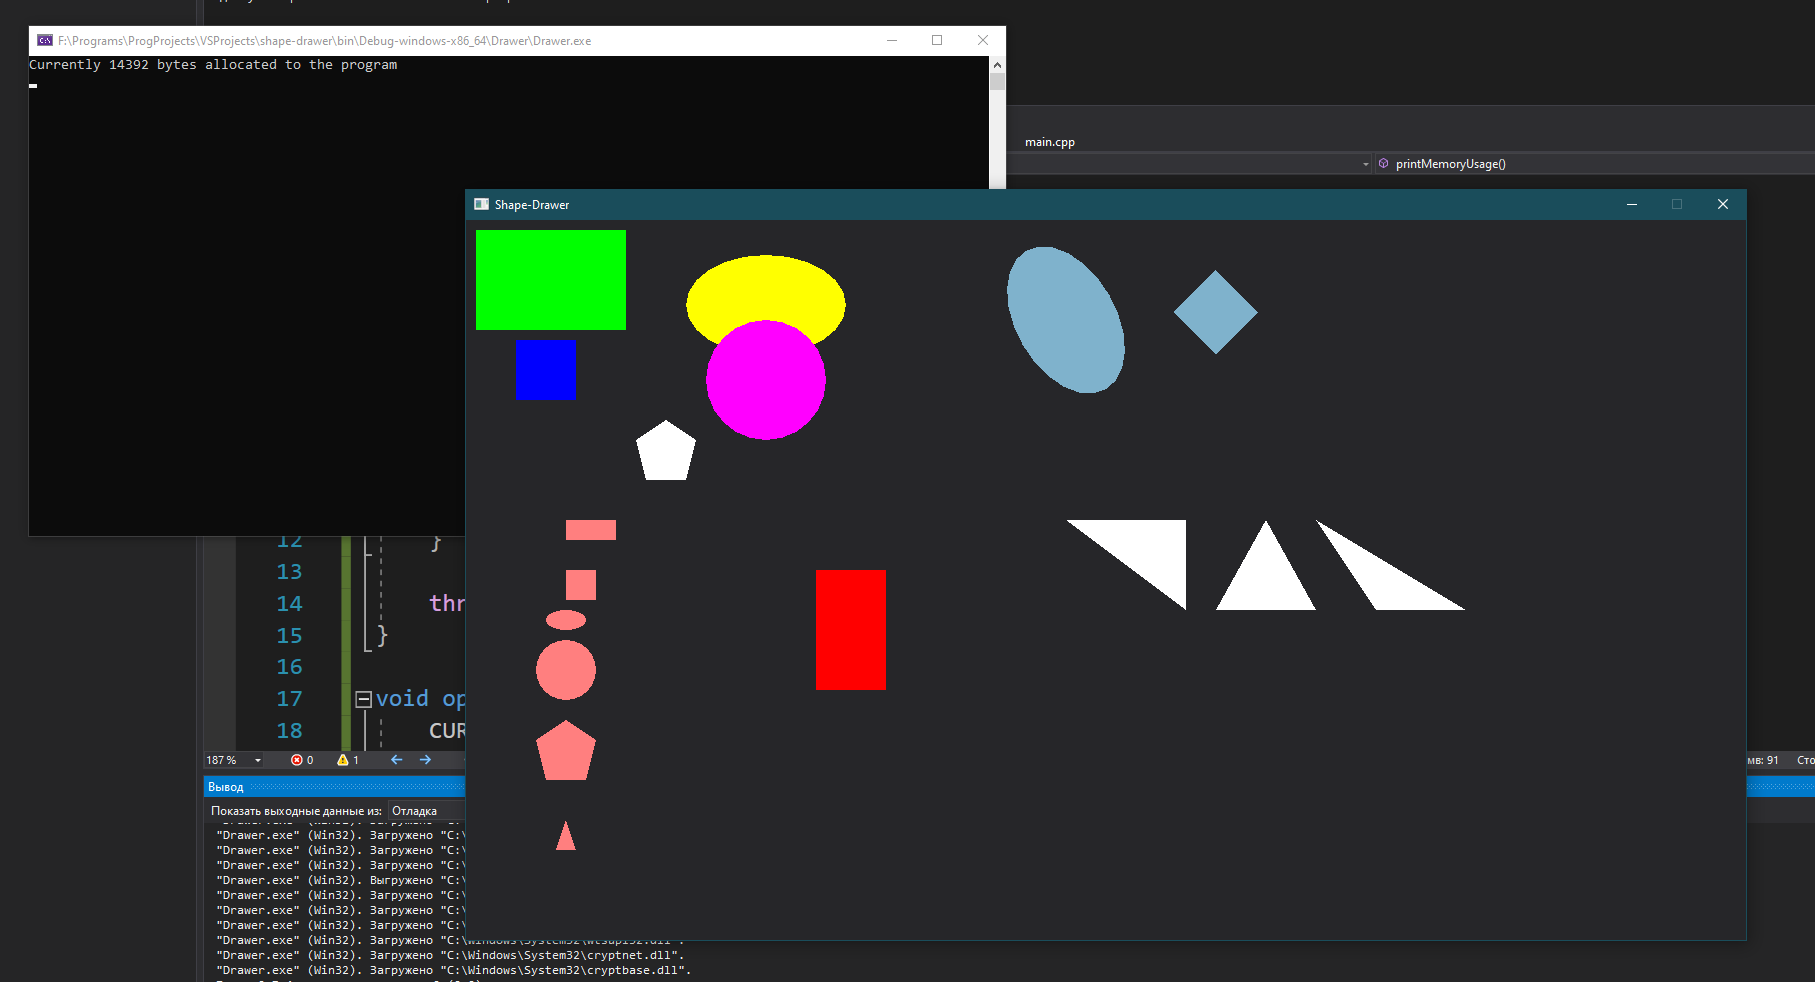 F:\Programs\ProgProjects\VSProjects\shape-drawer\bin\Debug-windows-x86_64\Drawer\Drawer.exe
Currently 14392 bytes allocated to the program
main.cpp
printMemoryUsage()
Shape-Drawer
12 }
13
14 thr
15 }
16
17 void op
18 CUR
187 %
0
1
мв: 91 Сто
Вывод
Показать выходные данные из: Отладка
"Drawer.exe" (Win32). Загружено "C:\
"Drawer.exe" (Win32). Загружено "C:\
"Drawer.exe" (Win32). Загружено "C:\
"Drawer.exe" (Win32). Выгружено "C:\
"Drawer.exe" (Win32). Загружено "C:\
"Drawer.exe" (Win32). Загружено "C:\
"Drawer.exe" (Win32). Загружено "C:\
"Drawer.exe" (Win32). Загружено "C:\Windows\System32\wtsapi32.dll".
"Drawer.exe" (Win32). Загружено "C:\Windows\System32\cryptnet.dll".
"Drawer.exe" (Win32). Загружено "C:\Windows\System32\cryptbase.dll".